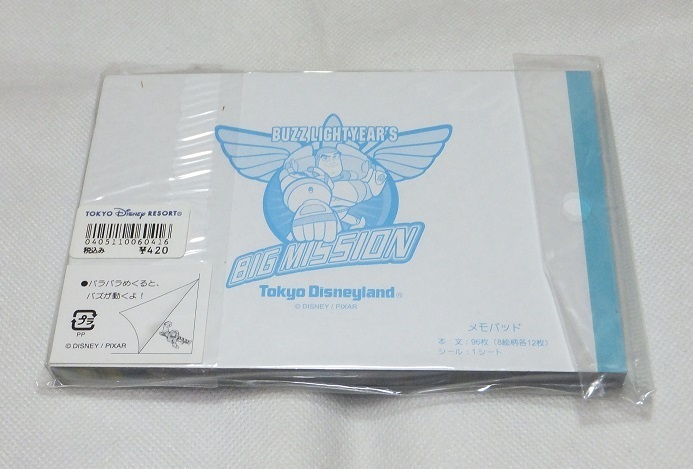 BUZZ LIGHTYEAR'S
BIG MISSION
Tokyo Disneyland®
© DISNEY / PIXAR
メモパッド
本 文：96枚（8絵柄各12枚）
シール：1シート
TOKYO Disney RESORT®
0405110060416
税込み ¥420
●パラパラめくると、
バズが動くよ！
プラ
PP
© DISNEY / PIXAR